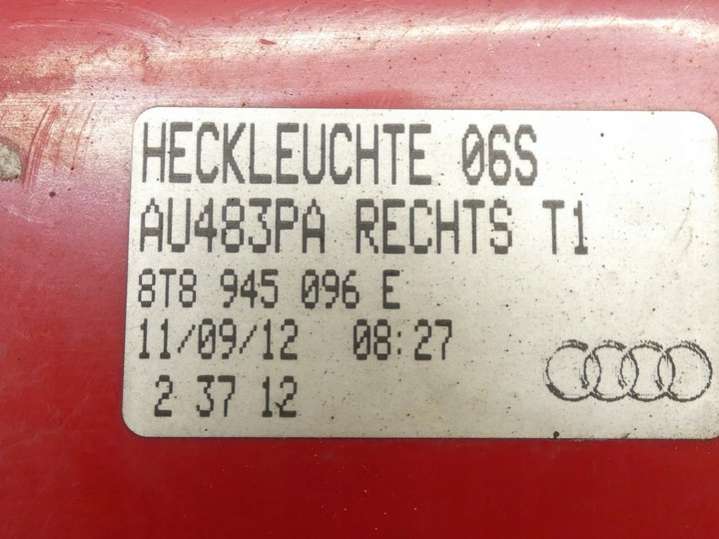 HECKLEUCHTE 06S
AU483PA RECHTS T1
8T8 945 096 E
11/09/12 08:27
2 37 12